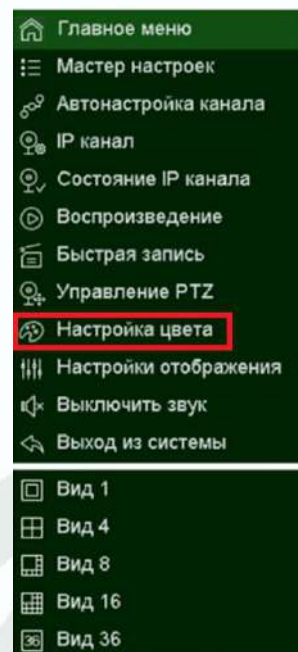 Главное меню
Мастер настроек
Автонастройка канала
IP канал
Состояние IP канала
Воспроизведение
Быстрая запись
Управление PTZ
Настройка цвета
Настройки отображения
Выключить звук
Выход из системы
Вид 1
Вид 4
Вид 8
Вид 16
36 Вид 36